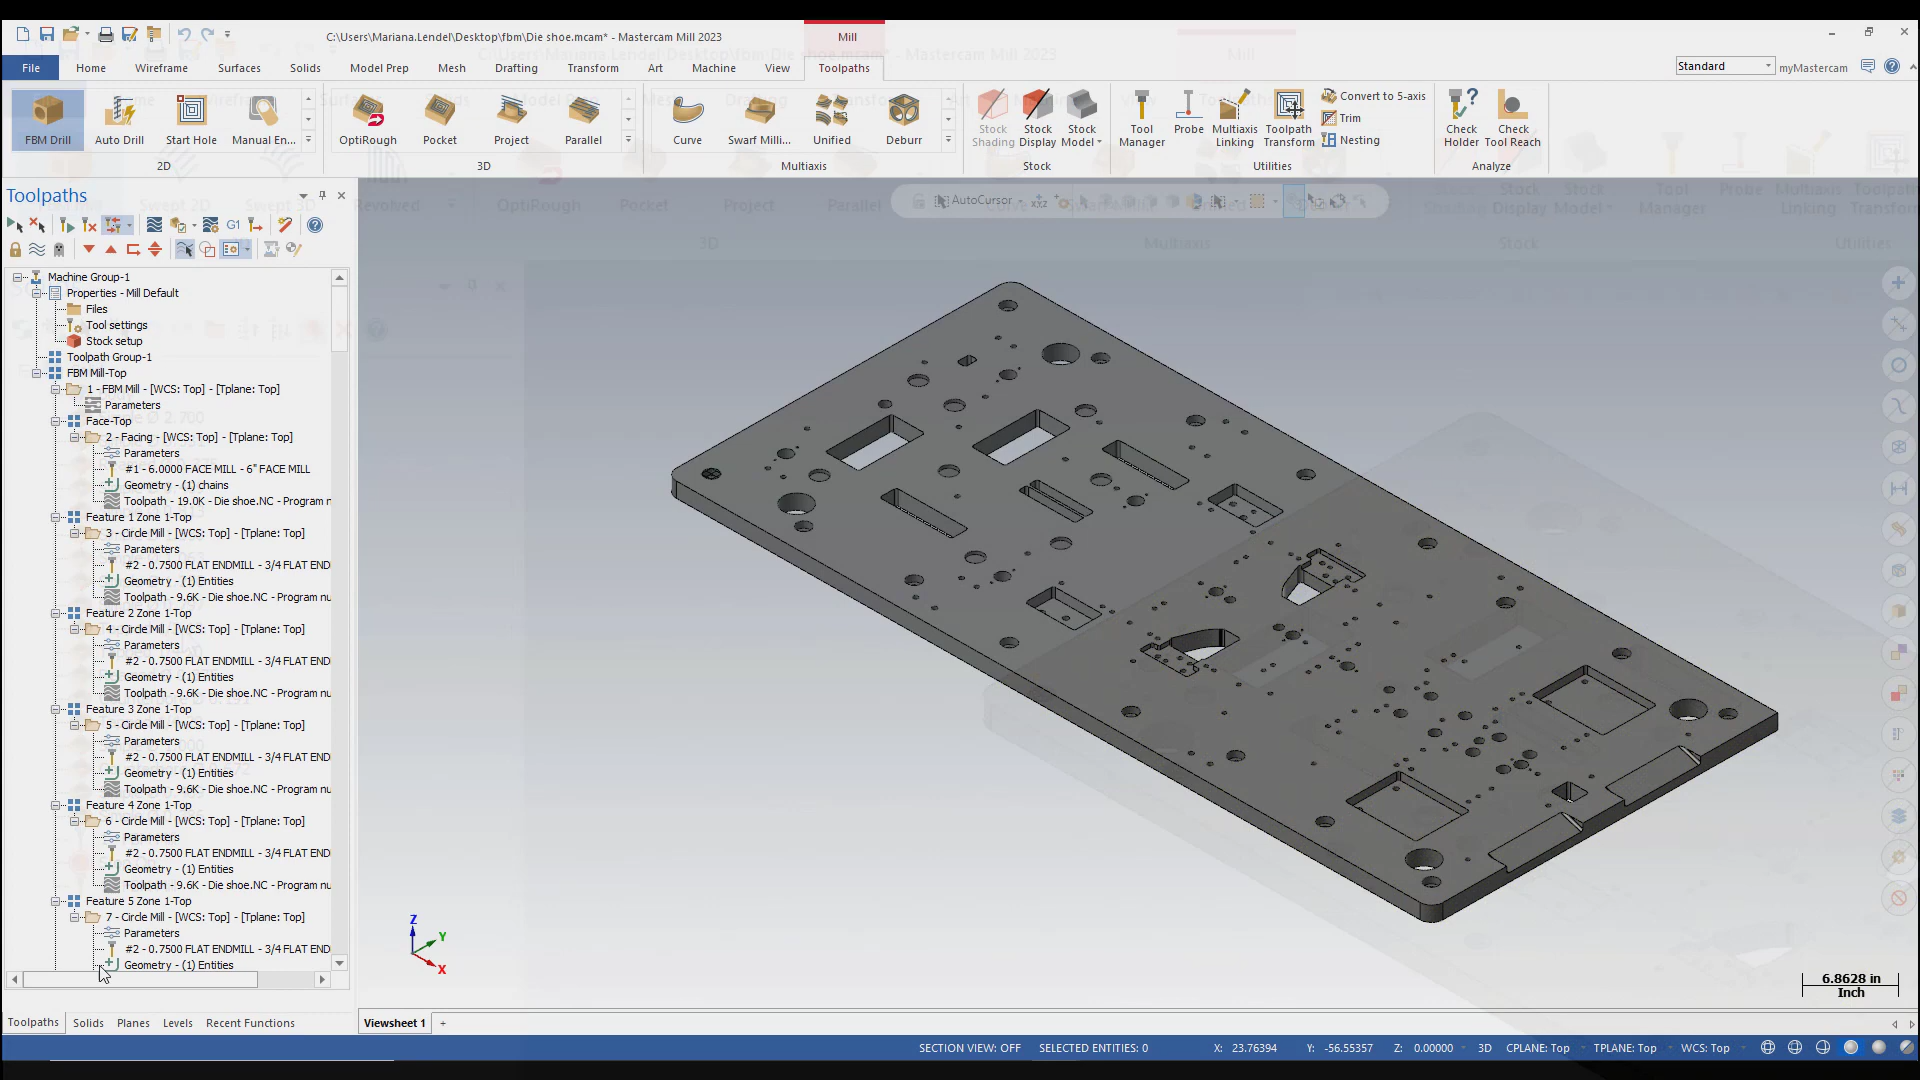 C:\Users\Mariana.Lendel\Desktop\fbm\Die shoe.mcam* - Mastercam Mill 2023
Mill
File Home Wireframe Surfaces Solids Model Prep Mesh Drafting Transform Art Machine View Toolpaths
Standard myMastercam
FBM Drill Auto Drill Start Hole Manual En... OptiRough Pocket Project Parallel Curve Swarf Milli... Unified Deburr
Stock Shading Stock Display Stock Model Tool Manager Probe Multiaxis Linking Toolpath Transform
Convert to 5-axis
Trim
Nesting
Check Holder Check Tool Reach
2D 3D Multiaxis Stock Utilities Analyze
Toolpaths
AutoCursor
G1
Machine Group-1
Properties - Mill Default
Files
Tool settings
Stock setup
Toolpath Group-1
FBM Mill-Top
1 - FBM Mill - [WCS: Top] - [Tplane: Top]
Parameters
Face-Top
2 - Facing - [WCS: Top] - [Tplane: Top]
Parameters
#1 - 6.0000 FACE MILL - 6" FACE MILL
Geometry - (1) chains
Toolpath - 19.0K - Die shoe.NC - Program n
Feature 1 Zone 1-Top
3 - Circle Mill - [WCS: Top] - [Tplane: Top]
Parameters
#2 - 0.7500 FLAT ENDMILL - 3/4 FLAT END
Geometry - (1) Entities
Toolpath - 9.6K - Die shoe.NC - Program nu
Feature 2 Zone 1-Top
4 - Circle Mill - [WCS: Top] - [Tplane: Top]
Parameters
#2 - 0.7500 FLAT ENDMILL - 3/4 FLAT END
Geometry - (1) Entities
Toolpath - 9.6K - Die shoe.NC - Program nu
Feature 3 Zone 1-Top
5 - Circle Mill - [WCS: Top] - [Tplane: Top]
Parameters
#2 - 0.7500 FLAT ENDMILL - 3/4 FLAT END
Geometry - (1) Entities
Toolpath - 9.6K - Die shoe.NC - Program nu
Feature 4 Zone 1-Top
6 - Circle Mill - [WCS: Top] - [Tplane: Top]
Parameters
#2 - 0.7500 FLAT ENDMILL - 3/4 FLAT END
Geometry - (1) Entities
Toolpath - 9.6K - Die shoe.NC - Program nu
Feature 5 Zone 1-Top
7 - Circle Mill - [WCS: Top] - [Tplane: Top]
Parameters
#2 - 0.7500 FLAT ENDMILL - 3/4 FLAT END
Geometry - (1) Entities
Z
Y
X
6.8628 in
Inch
Toolpaths Solids Planes Levels Recent Functions
Viewsheet 1 +
SECTION VIEW: OFF SELECTED ENTITIES: 0 X: 23.76394 Y: -56.55357 Z: 0.00000 3D CPLANE: Top TPLANE: Top WCS: Top